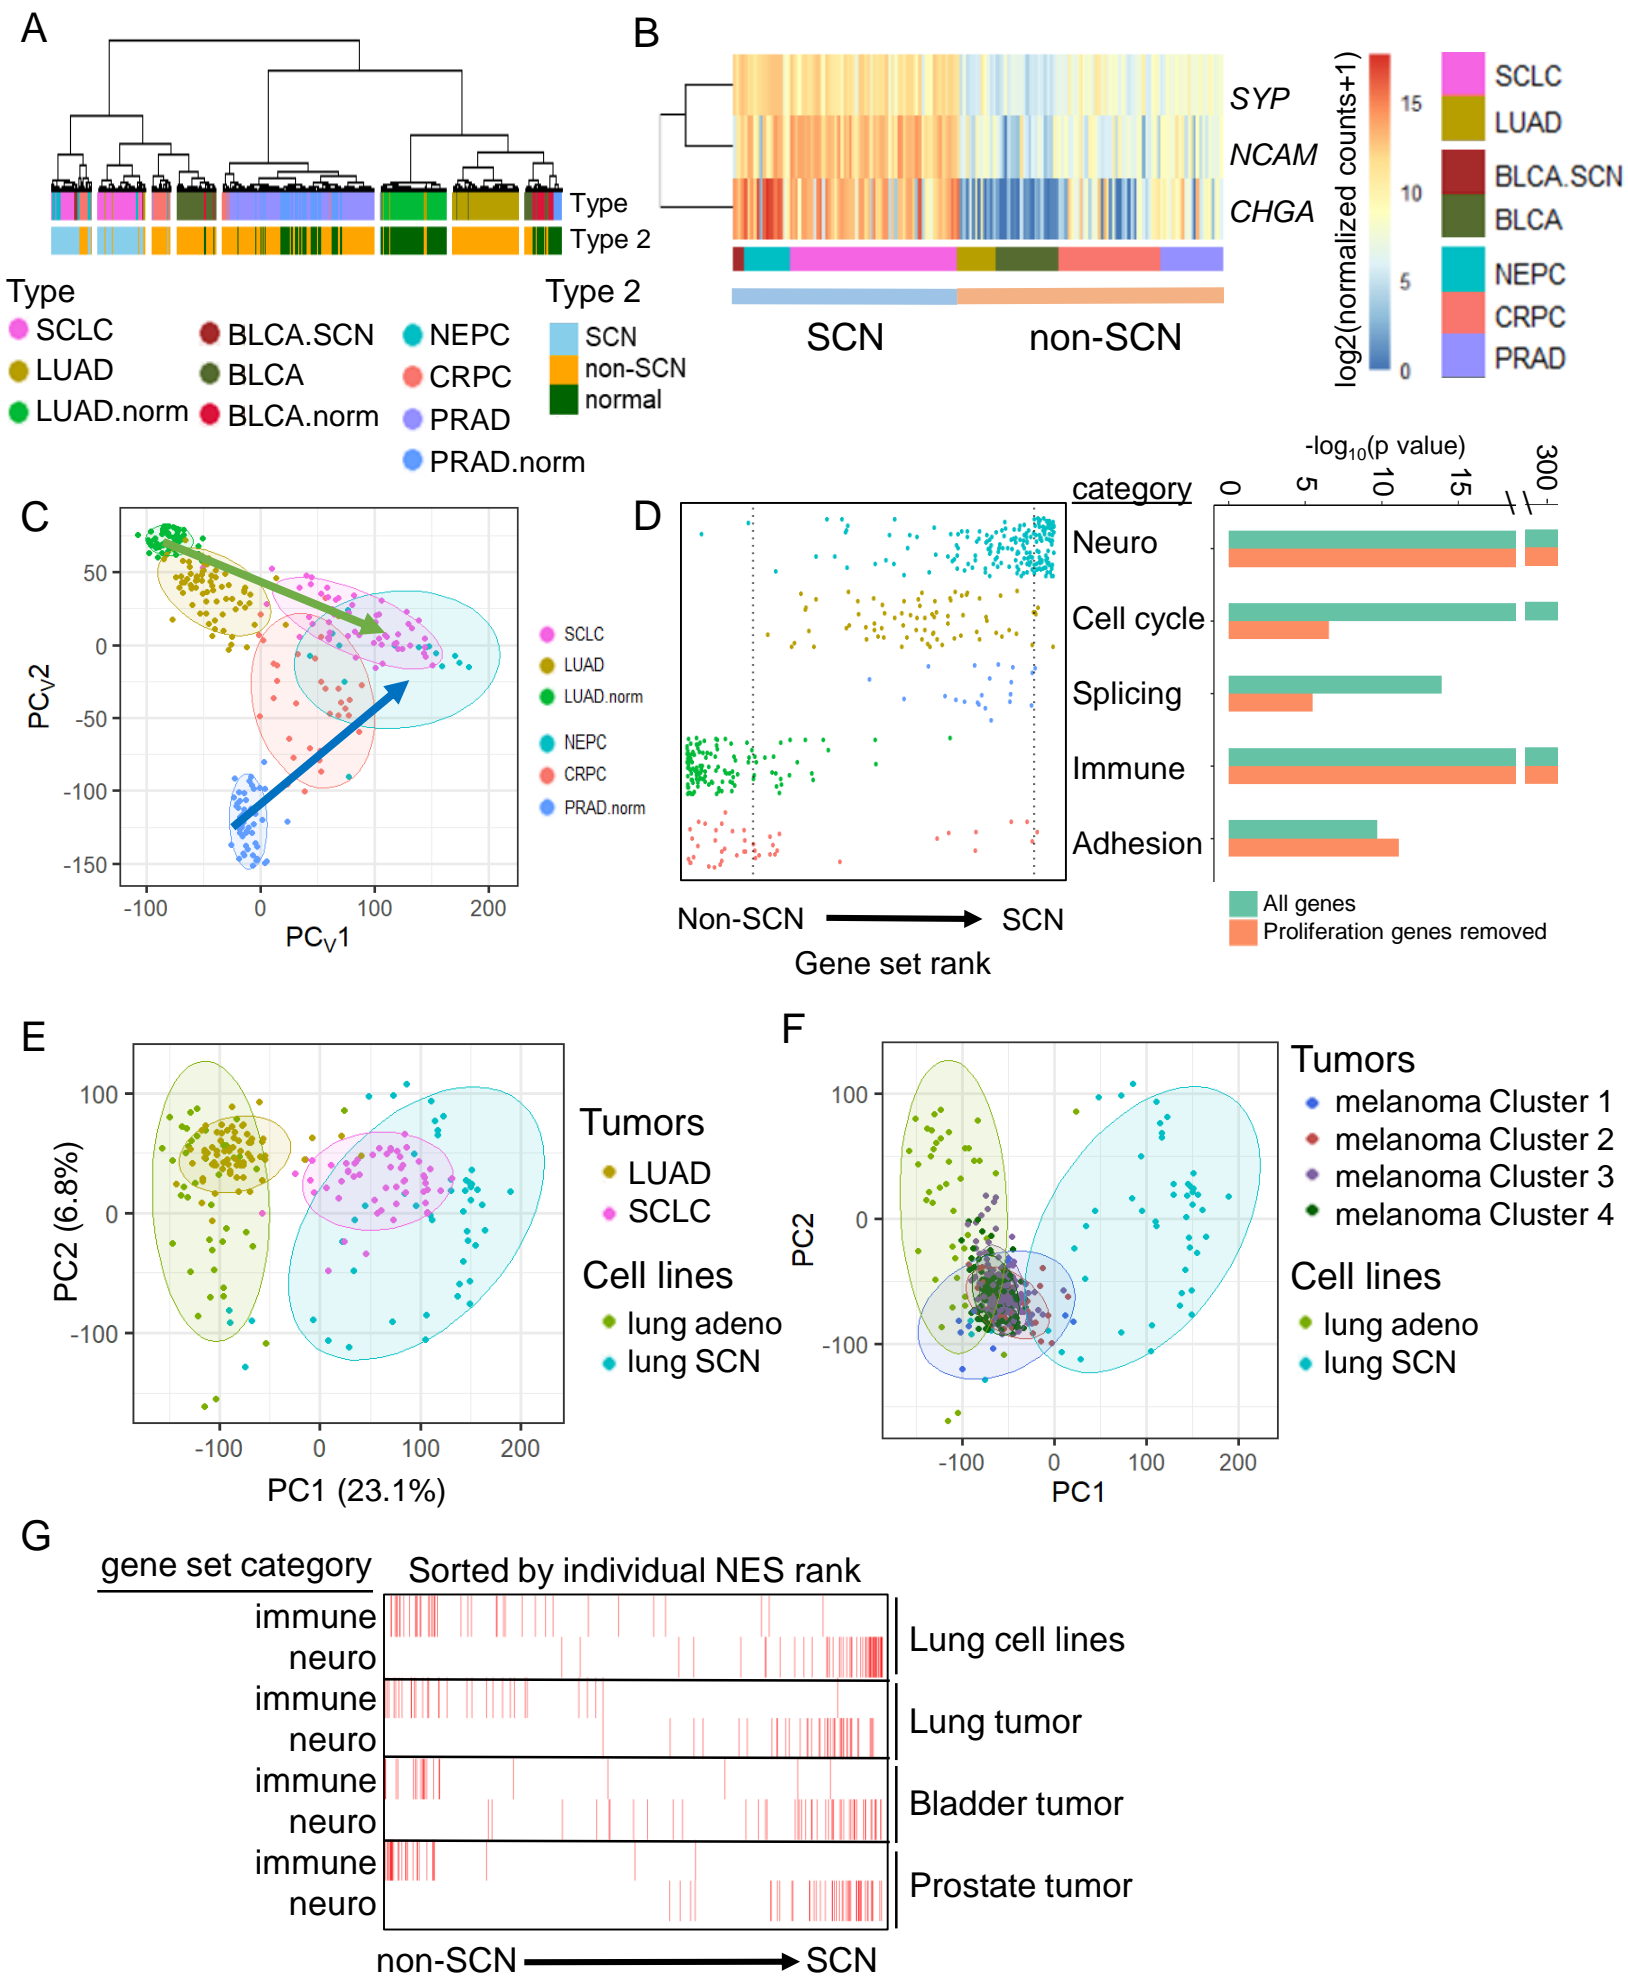 A
Type
Type 2
Type
SCLC
LUAD
LUAD.norm
BLCA.SCN
BLCA
BLCA.norm
NEPC
CRPC
PRAD
PRAD.norm
Type 2
SCN
non-SCN
normal
B
SYP
NCAM
CHGA
SCN
non-SCN
log2(normalized counts+1)
15
10
5
0
SCLC
LUAD
BLCA.SCN
BLCA
NEPC
CRPC
PRAD
C
PCV2
50
0
-50
-100
-150
-100
0
100
200
PCV1
SCLC
LUAD
LUAD.norm
NEPC
CRPC
PRAD.norm
D
Non-SCN
SCN
Gene set rank
category
Neuro
Cell cycle
Splicing
Immune
Adhesion
-log10(p value)
0
5
10
15
300
All genes
Proliferation genes removed
E
PC2 (6.8%)
100
0
-100
-100
0
100
200
PC1 (23.1%)
Tumors
LUAD
SCLC
Cell lines
lung adeno
lung SCN
F
PC2
100
0
-100
-100
0
100
200
PC1
Tumors
melanoma Cluster 1
melanoma Cluster 2
melanoma Cluster 3
melanoma Cluster 4
Cell lines
lung adeno
lung SCN
G
gene set category
Sorted by individual NES rank
immune
neuro
Lung cell lines
immune
neuro
Lung tumor
immune
neuro
Bladder tumor
immune
neuro
Prostate tumor
non-SCN
SCN